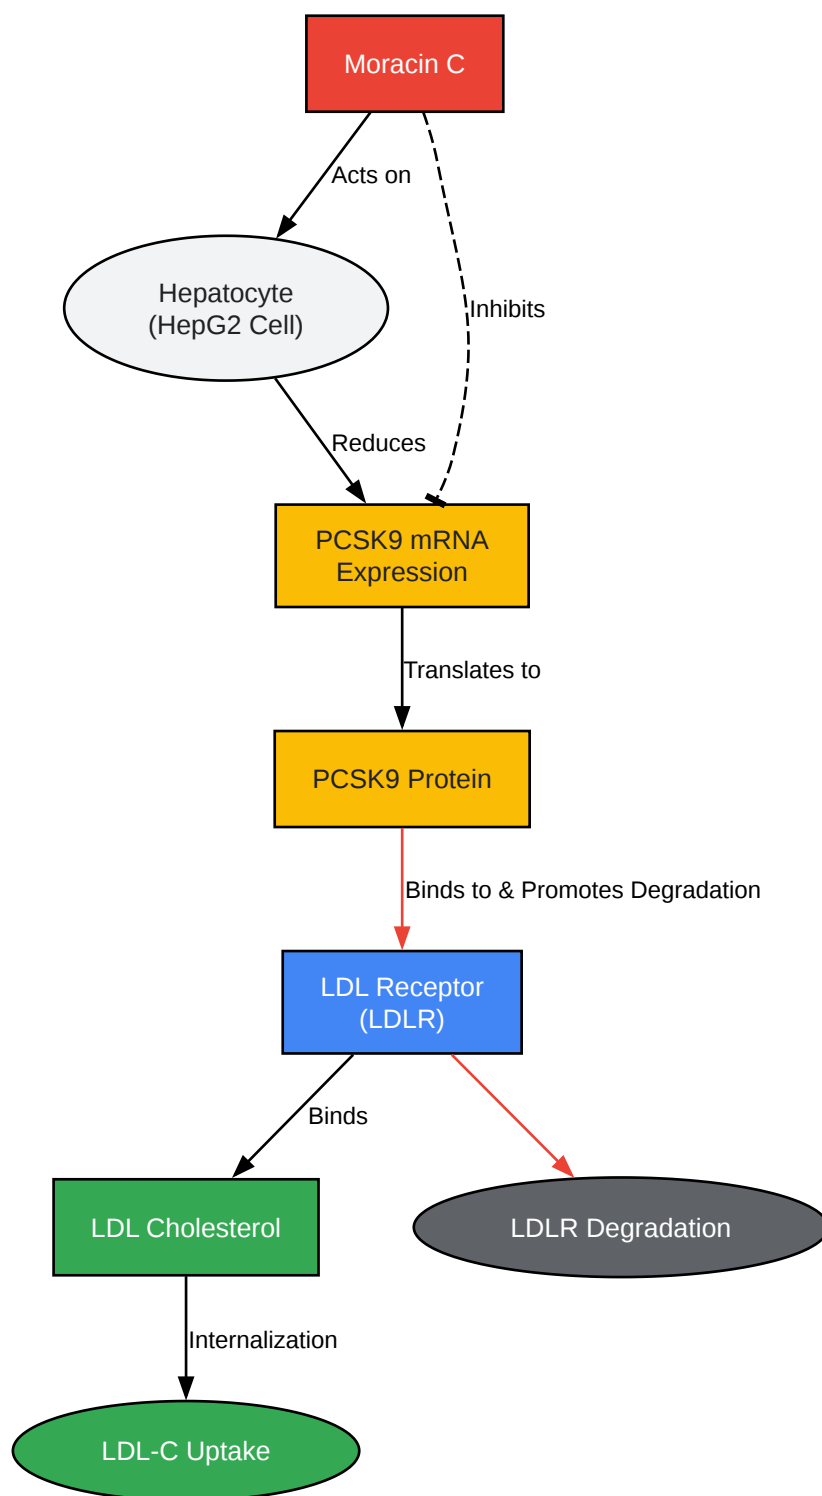 Moracin C
Acts on
Hepatocyte
(HepG2 Cell)
Inhibits
Reduces
PCSK9 mRNA
Expression
Translates to
PCSK9 Protein
Binds to & Promotes Degradation
LDL Receptor
(LDLR)
Binds
LDL Cholesterol
LDLR Degradation
Internalization
LDL-C Uptake